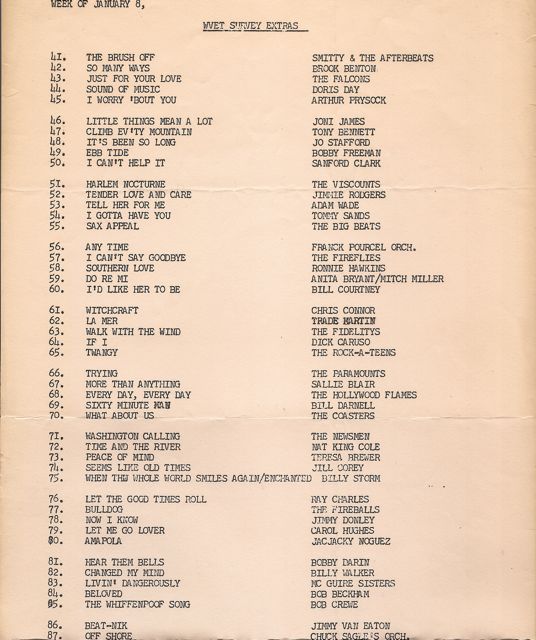 WEEK OF JANUARY 8,
WVET SURVEY EXTRAS
41. THE BRUSH OFF SMITTY & THE AFTERBEATS
42. SO MANY WAYS BROOK BENTON
43. JUST FOR YOUR LOVE THE FALCONS
44. SOUND OF MUSIC DORIS DAY
45. I WORRY 'BOUT YOU ARTHUR PRYSOCK
46. LITTLE THINGS MEAN A LOT JONI JAMES
47. CLIMB EV'TY MOUNTAIN TONY BENNETT
48. IT'S BEEN SO LONG JO STAFFORD
49. EBB TIDE BOBBY FREEMAN
50. I CAN'T HELP IT SANFORD CLARK
51. HARLEM NOCTURNE THE VISCOUNTS
52. TENDER LOVE AND CARE JIMMIE RODGERS
53. TELL HER FOR ME ADAM WADE
54. I GOTTA HAVE YOU TOMMY SANDS
55. SAX APPEAL THE BIG BEATS
56. ANY TIME FRANCK POURCEL ORCH.
57. I CAN'T SAY GOODBYE THE FIREFLIES
58. SOUTHERN LOVE RONNIE HAWKINS
59. DO RE MI ANITA BRYANT/MITCH MILLER
60. I'D LIKE HER TO BE BILL COURTNEY
61. WITCHCRAFT CHRIS CONNOR
62. LA MER TRADE MARTIN
63. WALK WITH THE WIND THE FIDELITYS
64. IF I DICK CARUSO
65. TWANGY THE ROCK-A-TEENS
66. TRYING THE PARAMOUNTS
67. MORE THAN ANYTHING SALLIE BLAIR
68. EVERY DAY, EVERY DAY THE HOLLYWOOD FLAMES
69. SIXTY MINUTE MAN BILL DARNELL
70. WHAT ABOUT US THE COASTERS
71. WASHINGTON CALLING THE NEWSMEN
72. TIME AND THE RIVER NAT KING COLE
73. PEACE OF MIND TERESA BREWER
74. SEEMS LIKE OLD TIMES JILL COREY
75. WHEN THW WHOLE WORLD SMILES AGAIN/ENCHANTED BILLY STORM
76. LET THE GOOD TIMES ROLL RAY CHARLES
77. BULLDOG THE FIREBALLS
78. NOW I KNOW JIMMY DONLEY
79. LET ME GO LOVER CAROL HUGHES
80. AMAPOLA JACJACKY NOGUEZ
81. HEAR THEM BELLS BOBBY DARIN
82. CHANGED MY MIND BILLY WALKER
83. LIVIN' DANGEROUSLY MC GUIRE SISTERS
84. BELOVED BOB BECKHAM
85. THE WHIFFENPOOF SONG BOB CREWE
86. BEAT-NIK JIMMY VAN EATON
87. OFF SHORE CHUCK SAGLE'S ORCH.